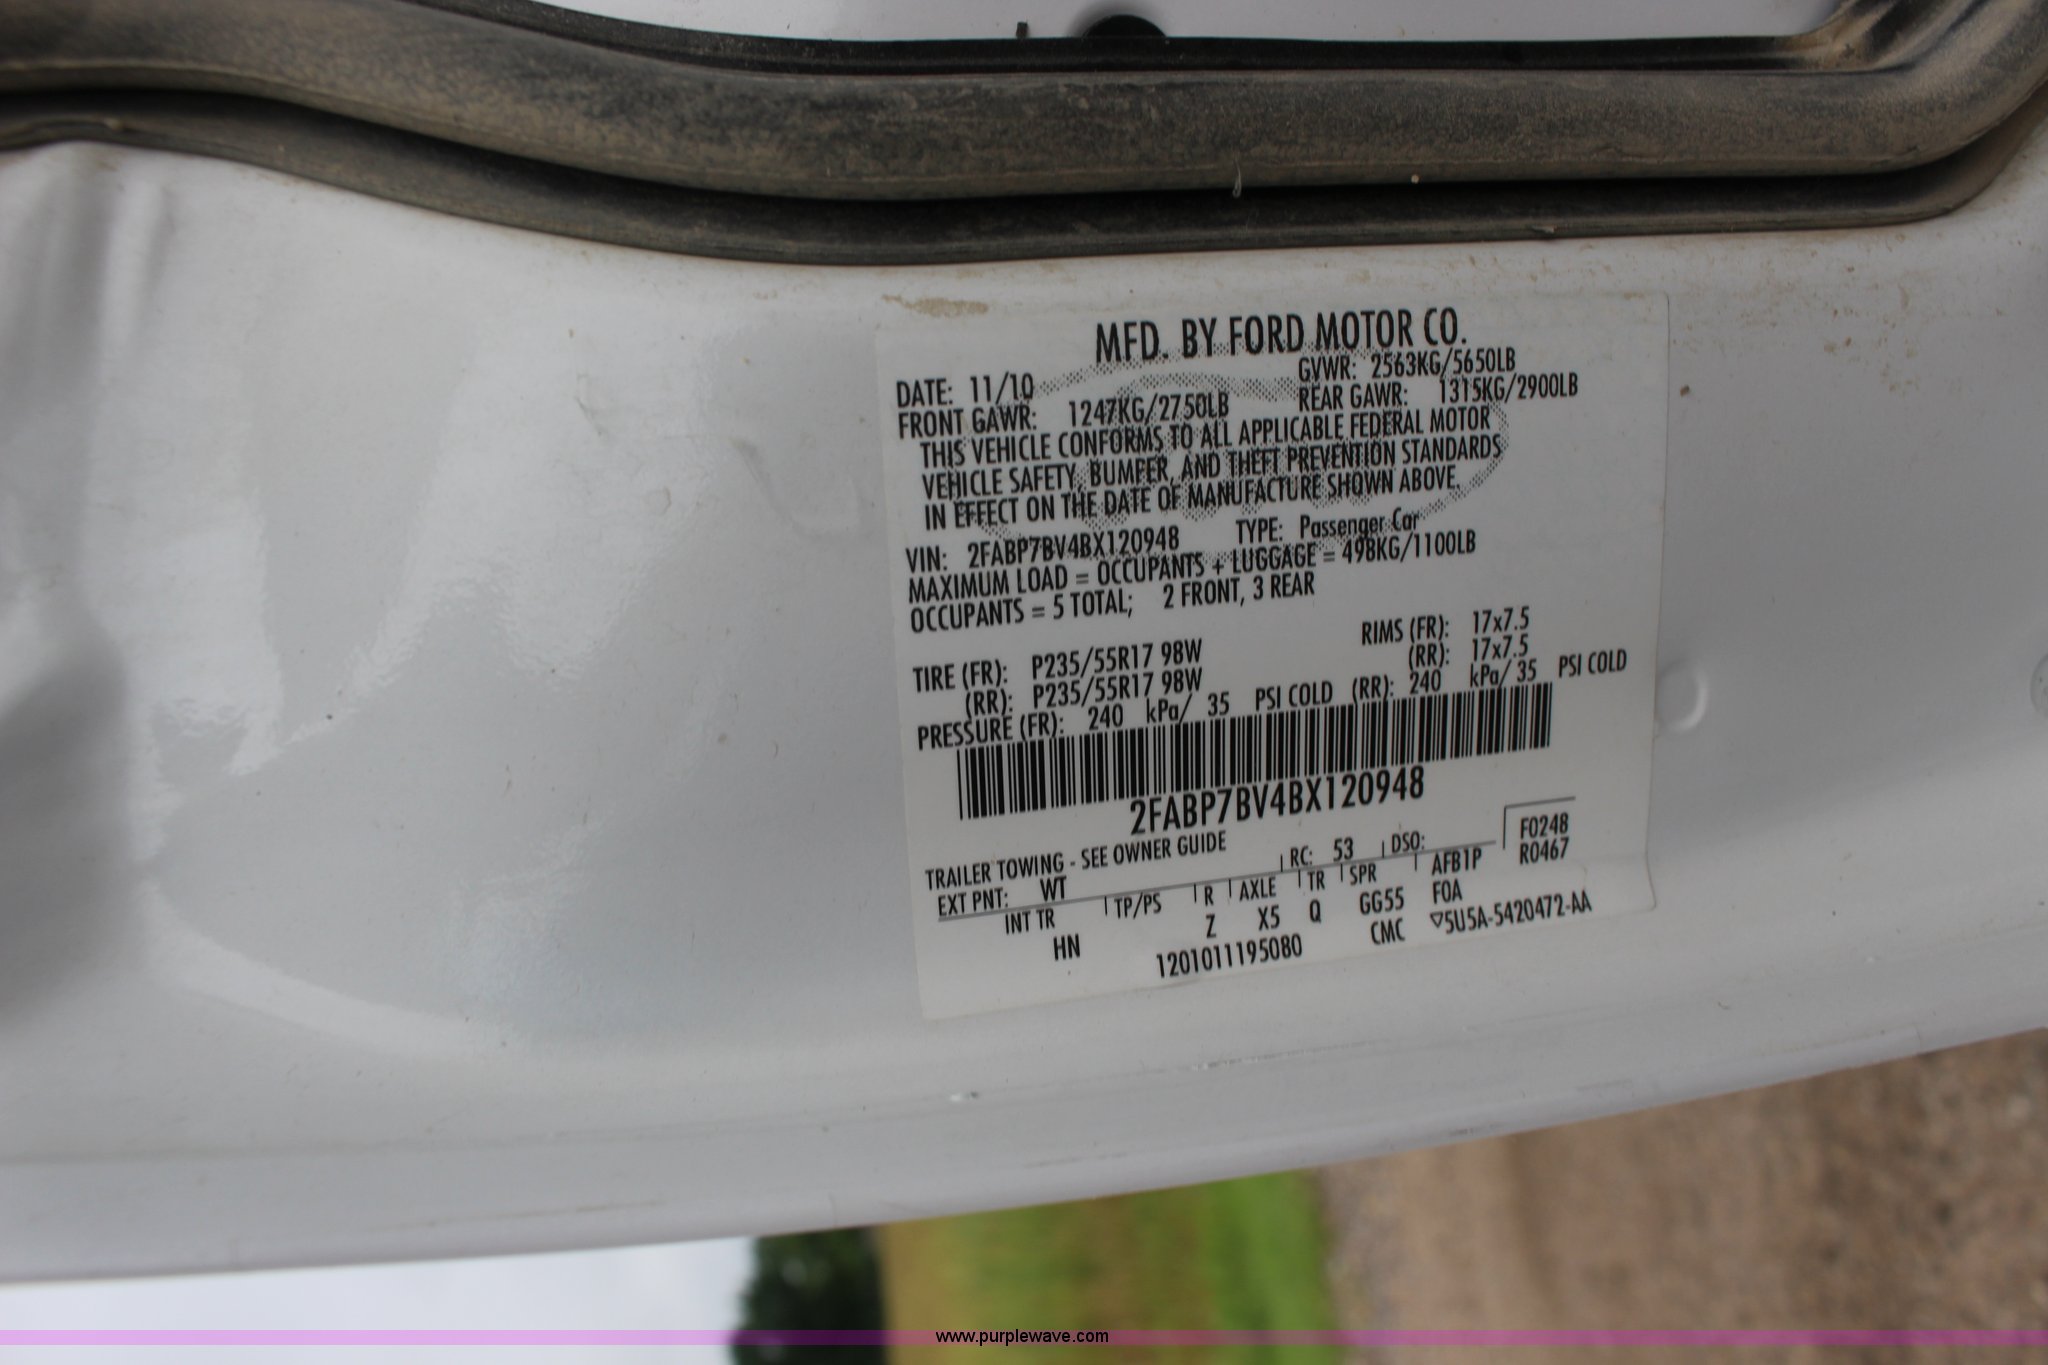 MFD. BY FORD MOTOR CO.
DATE: 11/10 GVWR: 2563KG/5650LB
FRONT GAWR: 1247KG/2750LB REAR GAWR: 1315KG/2900LB
THIS VEHICLE CONFORMS TO ALL APPLICABLE FEDERAL MOTOR
VEHICLE SAFETY, BUMPER, AND THEFT PREVENTION STANDARDS
IN EFFECT ON THE DATE OF MANUFACTURE SHOWN ABOVE.
VIN: 2FABP7BV4BX120948 TYPE: Passenger Car
MAXIMUM LOAD = OCCUPANTS + LUGGAGE = 498KG/1100LB
OCCUPANTS = 5 TOTAL; 2 FRONT, 3 REAR
TIRE (FR): P235/55R17 98W RIMS (FR): 17x7.5
(RR): P235/55R17 98W (RR): 17x7.5
PRESSURE (FR): 240 kPa/ 35 PSI COLD (RR): 240 kPa/ 35 PSI COLD
2FABP7BV4BX120948
TRAILER TOWING - SEE OWNER GUIDE F0248
EXT PNT: WT RC: 53 DSO: R0467
INT TR TP/PS R AXLE TR SPR AFB1P
HN Z X5 Q GG55 FOA
1201011195080 CMC ▽5U5A-5420472-AA
www.purplewave.com